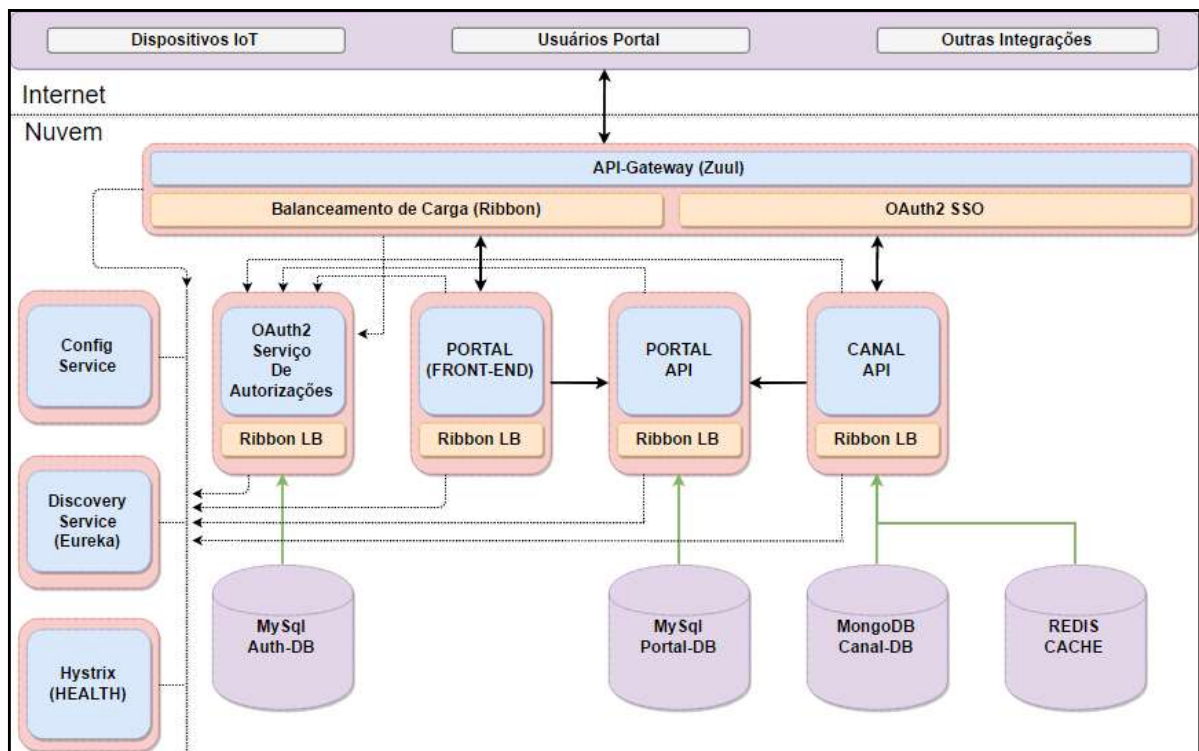 Dispositivos IoT
Usuários Portal
Outras Integrações
Internet
Nuvem
API-Gateway (Zuul)
Balanceamento de Carga (Ribbon)
OAuth2 SSO
Config
Service
OAuth2
Serviço
De
Autorizações
Ribbon LB
PORTAL
(FRONT-END)
Ribbon LB
PORTAL
API
Ribbon LB
CANAL
API
Ribbon LB
Discovery
Service
(Eureka)
Hystrix
(HEALTH)
MySql
Auth-DB
MySql
Portal-DB
MongoDB
Canal-DB
REDIS
CACHE